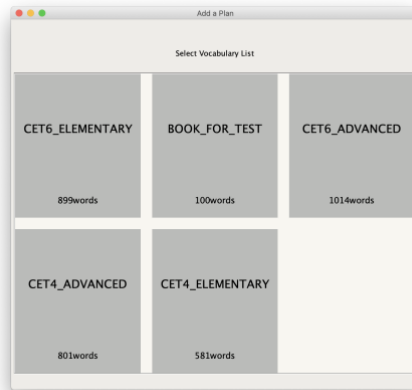 Add a Plan
Select Vocabulary List
CET6_ELEMENTARY
899words
BOOK_FOR_TEST
100words
CET6_ADVANCED
1014words
CET4_ADVANCED
801words
CET4_ELEMENTARY
581words